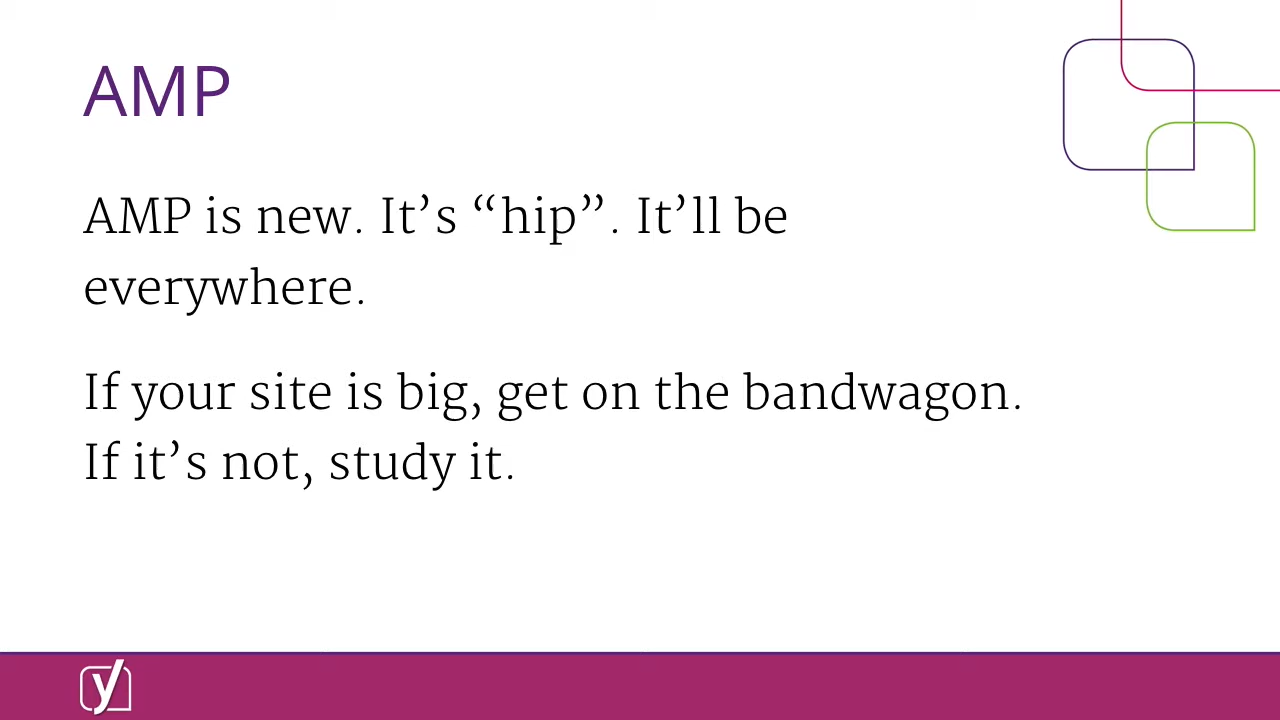 AMP
AMP is new. It’s “hip”. It’ll be
everywhere.
If your site is big, get on the bandwagon.
If it’s not, study it.
y